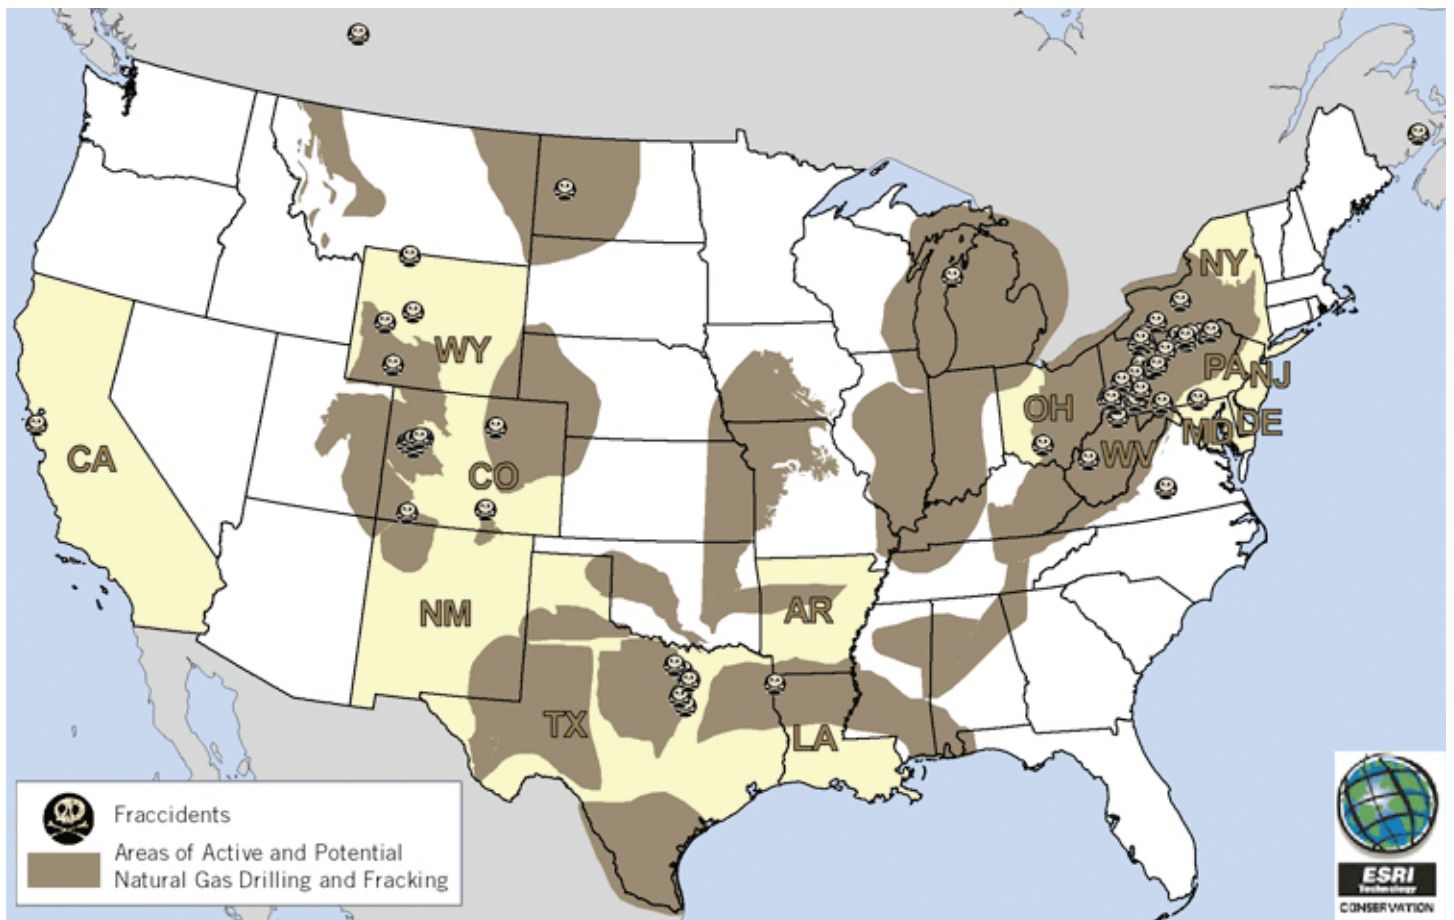 NY
WY
PA
NJ
OH
DE
CA
MD
WV
CO
NM
AR
TX
LA
Fraccidents
Areas of Active and Potential
Natural Gas Drilling and Fracking
ESRI
Technology
CONSERVATION